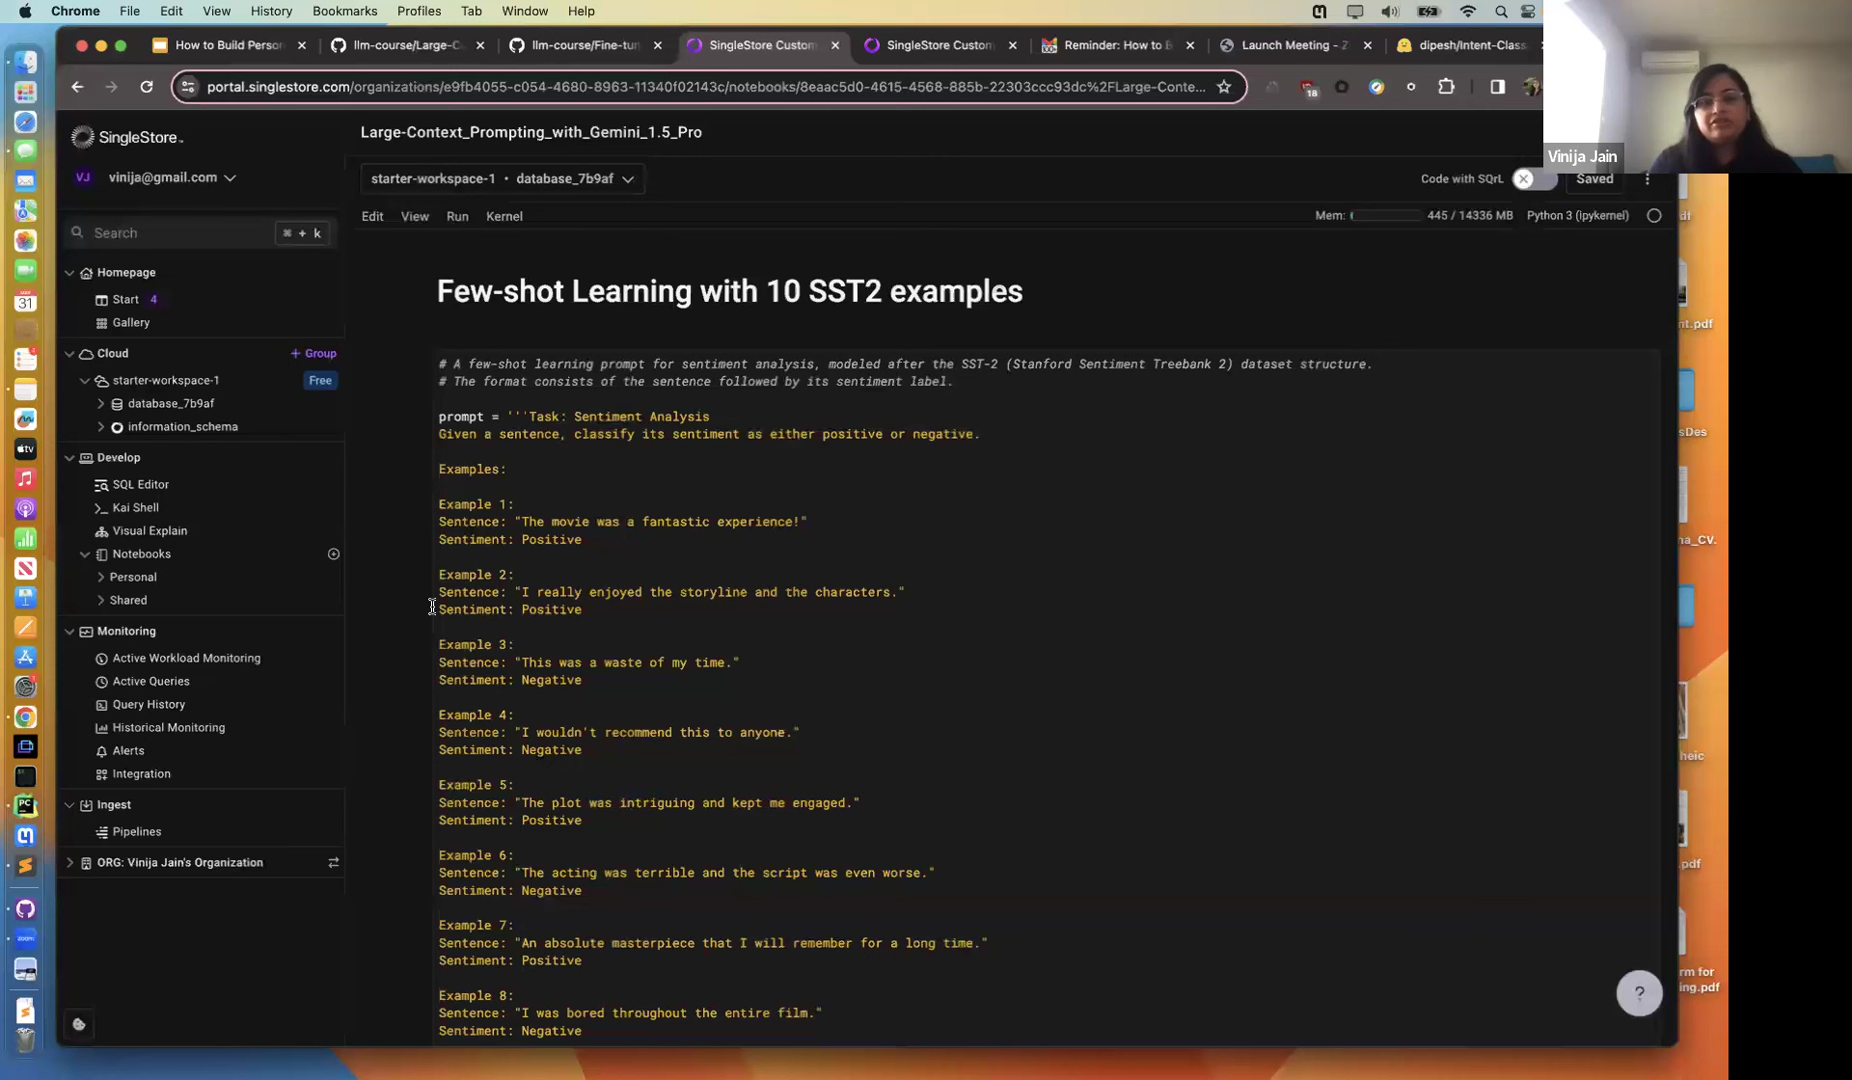 Chrome File Edit View History Bookmarks Profiles Tab Window Help
How to Build Person
llm-course/Large-C
llm-course/Fine-tun
SingleStore Custom
SingleStore Custom
Reminder: How to B
Launch Meeting - Z
dipesh/Intent-Class
portal.singlestore.com/organizations/e9fb4055-c054-4680-8963-11340f02143c/notebooks/8eaac5d0-4615-4568-885b-22303ccc93dc%2FLarge-Conte...
18
Vinija Jain
SingleStore
VJ vinija@gmail.com
Search ⌘ + k
Homepage
Start 4
Gallery
Cloud + Group
starter-workspace-1 Free
database_7b9af
information_schema
Develop
SQL Editor
Kai Shell
Visual Explain
Notebooks
Personal
Shared
Monitoring
Active Workload Monitoring
Active Queries
Query History
Historical Monitoring
Alerts
Integration
Ingest
Pipelines
ORG: Vinija Jain's Organization
Large-Context_Prompting_with_Gemini_1.5_Pro
starter-workspace-1 • database_7b9af
Code with SQrL Saved
Edit View Run Kernel
Mem: 445 / 14336 MB Python 3 (ipykernel)
Few-shot Learning with 10 SST2 examples
# A few-shot learning prompt for sentiment analysis, modeled after the SST-2 (Stanford Sentiment Treebank 2) dataset structure.
# The format consists of the sentence followed by its sentiment label.
prompt = '''Task: Sentiment Analysis
Given a sentence, classify its sentiment as either positive or negative.
Examples:
Example 1:
Sentence: "The movie was a fantastic experience!"
Sentiment: Positive
Example 2:
Sentence: "I really enjoyed the storyline and the characters."
Sentiment: Positive
Example 3:
Sentence: "This was a waste of my time."
Sentiment: Negative
Example 4:
Sentence: "I wouldn't recommend this to anyone."
Sentiment: Negative
Example 5:
Sentence: "The plot was intriguing and kept me engaged."
Sentiment: Positive
Example 6:
Sentence: "The acting was terrible and the script was even worse."
Sentiment: Negative
Example 7:
Sentence: "An absolute masterpiece that I will remember for a long time."
Sentiment: Positive
Example 8:
Sentence: "I was bored throughout the entire film."
Sentiment: Negative
?
31
nt.pdf
sDes
na_CV.
heic
.pdf
rm for
ing.pdf